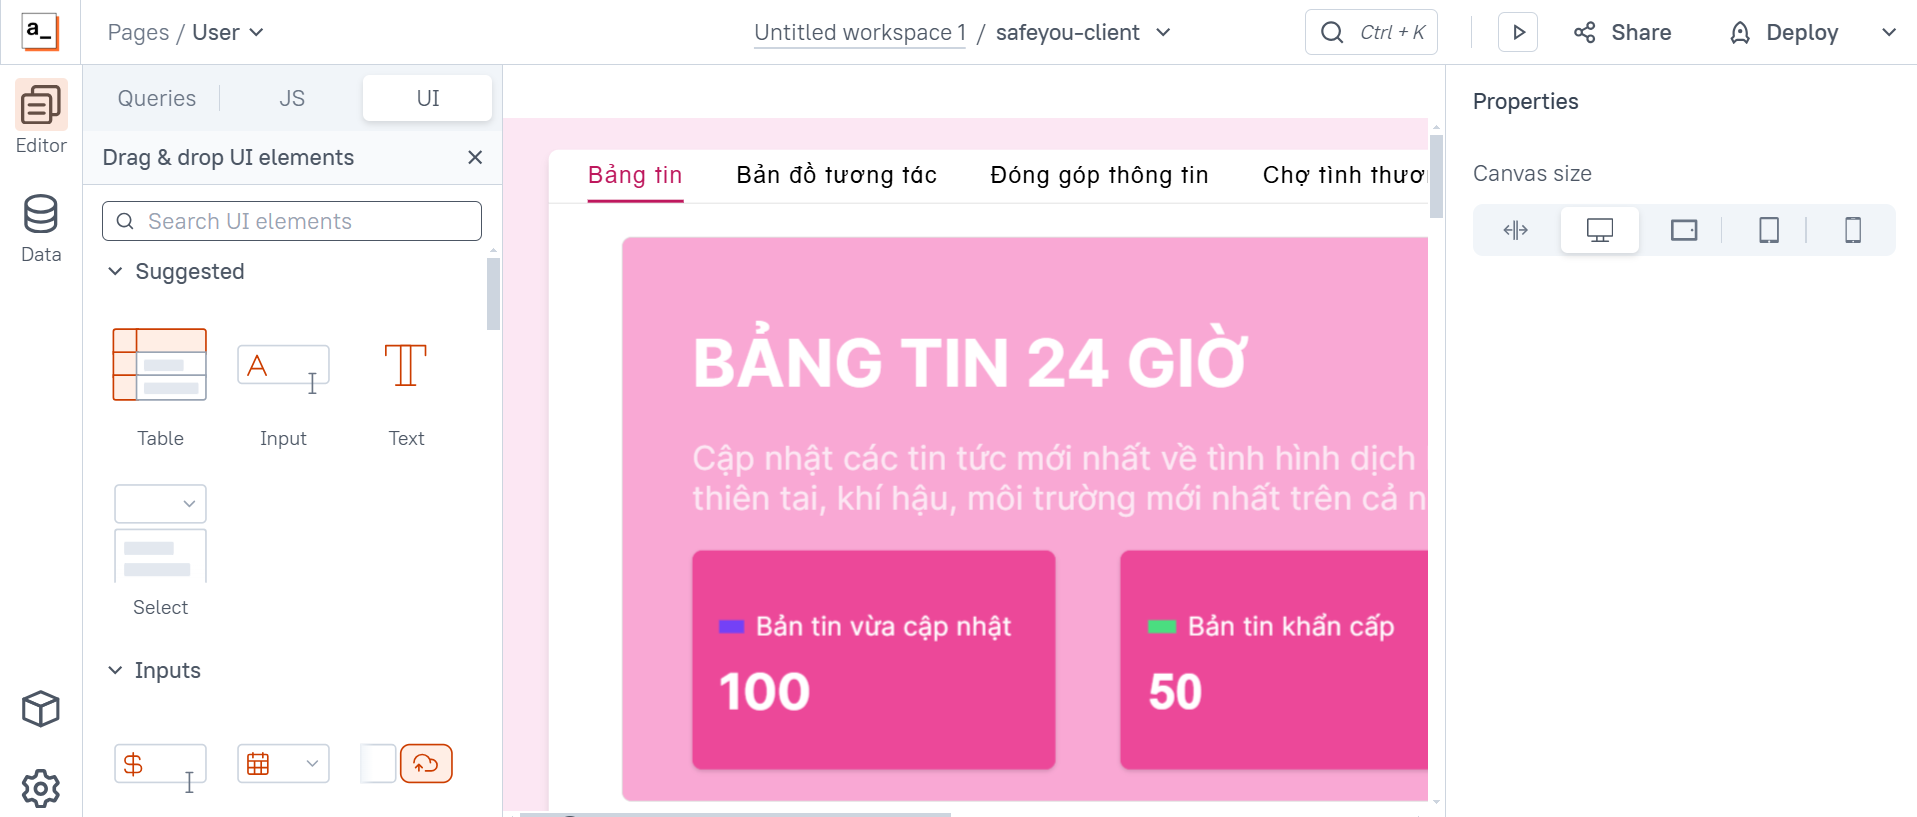 a_
Pages / User
Untitled workspace 1 / safeyou-client
Ctrl + K
Share
Deploy
Editor
Data
Queries
JS
UI
Drag & drop UI elements
Search UI elements
Suggested
Table
Input
Text
Select
Inputs
Bảng tin
Bản đồ tương tác
Đóng góp thông tin
Chợ tình thươ
BẢNG TIN 24 GIỜ
Cập nhật các tin tức mới nhất về tình hình dịch
thiên tai, khí hậu, môi trường mới nhất trên cả n
Bản tin vừa cập nhật
100
Bản tin khẩn cấp
50
Properties
Canvas size